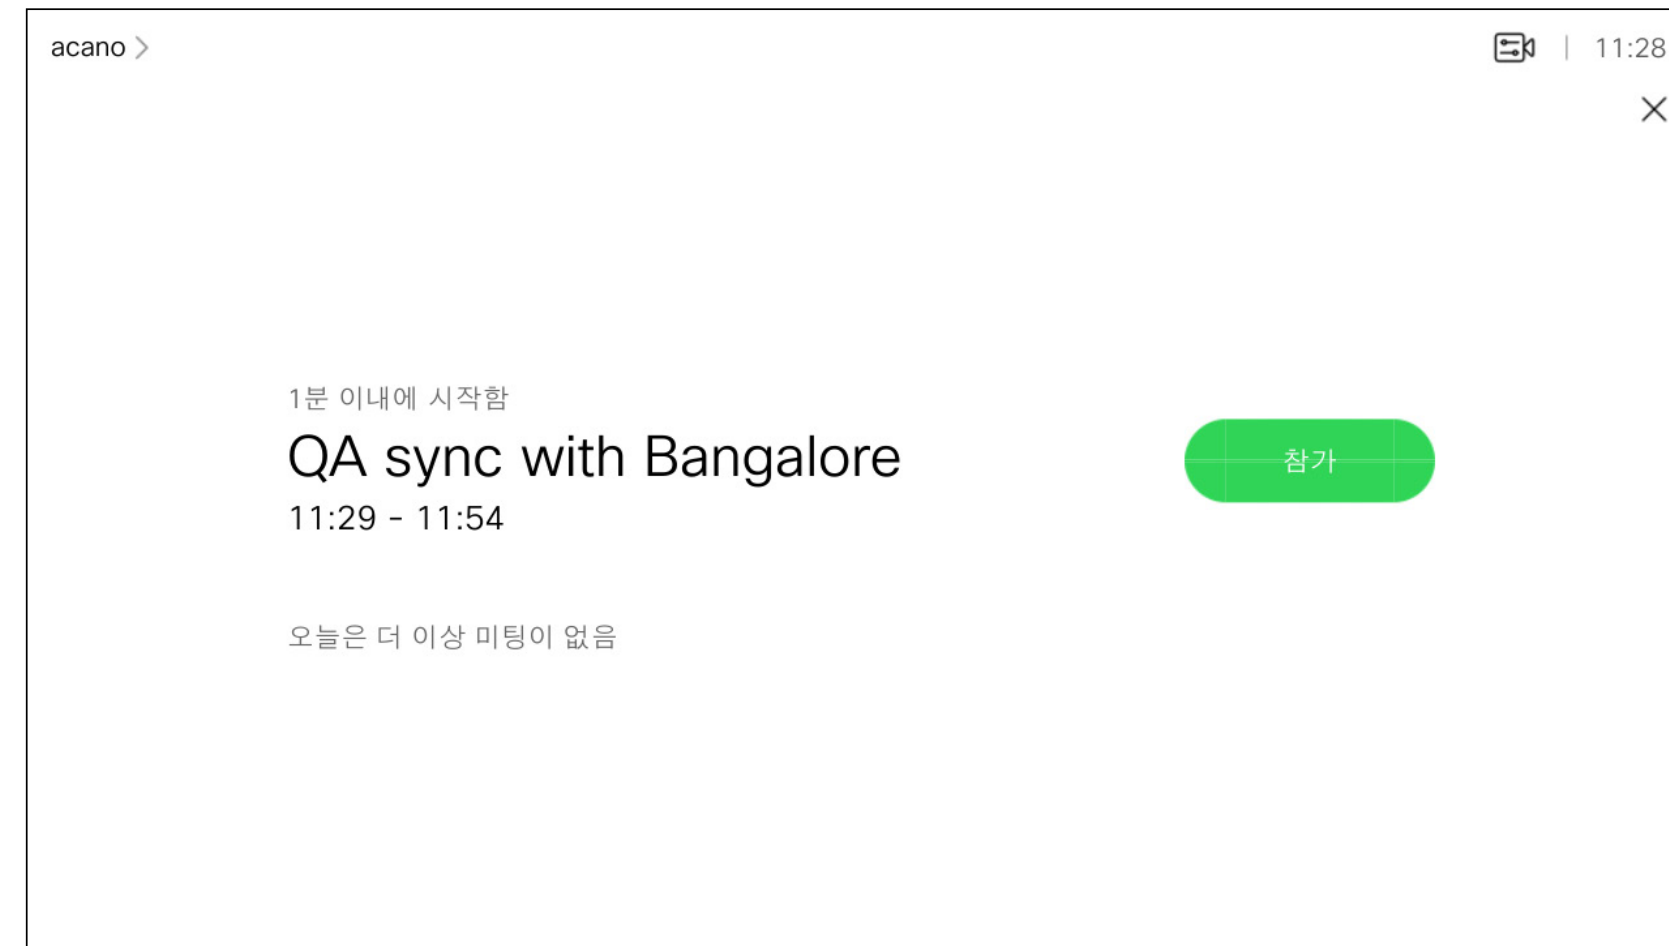 acano
11:28
1분 이내에 시작함
QA sync with Bangalore
11:29 - 11:54
참가
오늘은 더 이상 미팅이 없음